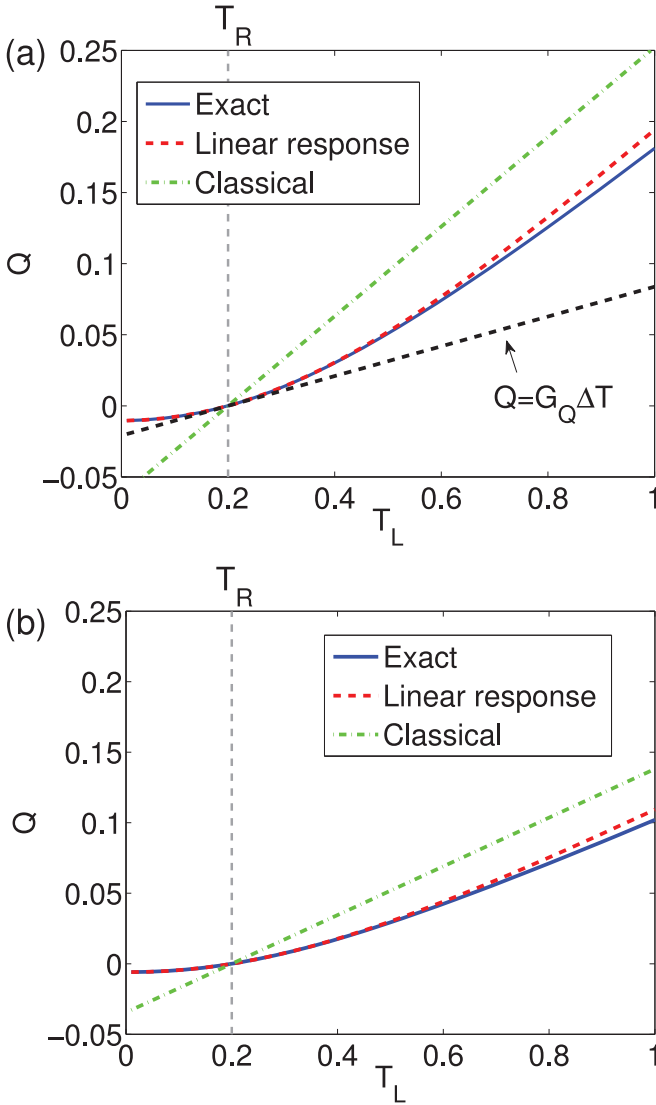 T_R
(a)
0.25
0.2
0.15
0.1
0.05
0
−0.05
Q
Exact
Linear response
Classical
Q=G_QΔT
0 0.2 0.4 0.6 0.8 1
T_L
T_R
(b)
0.25
0.2
0.15
0.1
0.05
0
−0.05
Q
Exact
Linear response
Classical
0 0.2 0.4 0.6 0.8 1
T_L